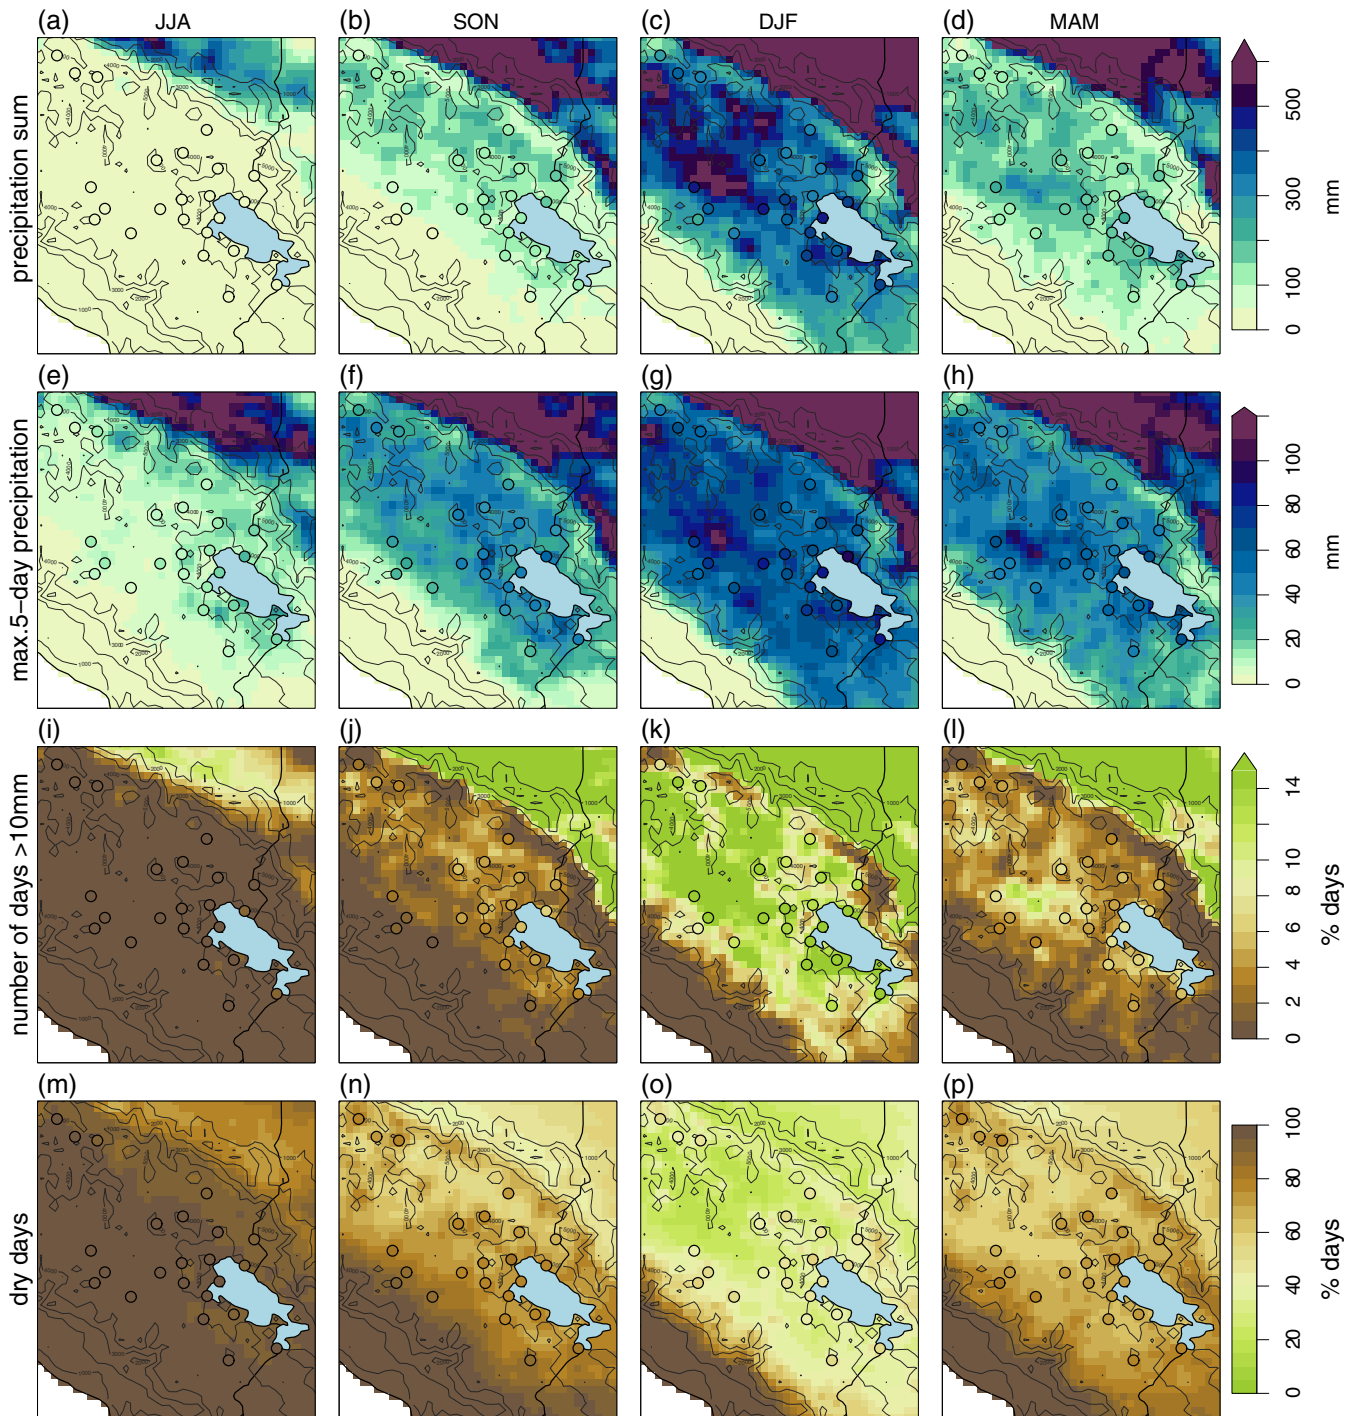 (a) JJA (b) SON (c) DJF (d) MAM
precipitation sum
0 100 300 500
mm
(e) (f) (g) (h)
max.5-day precipitation
0 20 40 60 80 100
mm
(i) (j) (k) (l)
number of days >10mm
0 2 4 6 8 10 14
% days
(m) (n) (o) (p)
dry days
0 20 40 60 80 100
% days